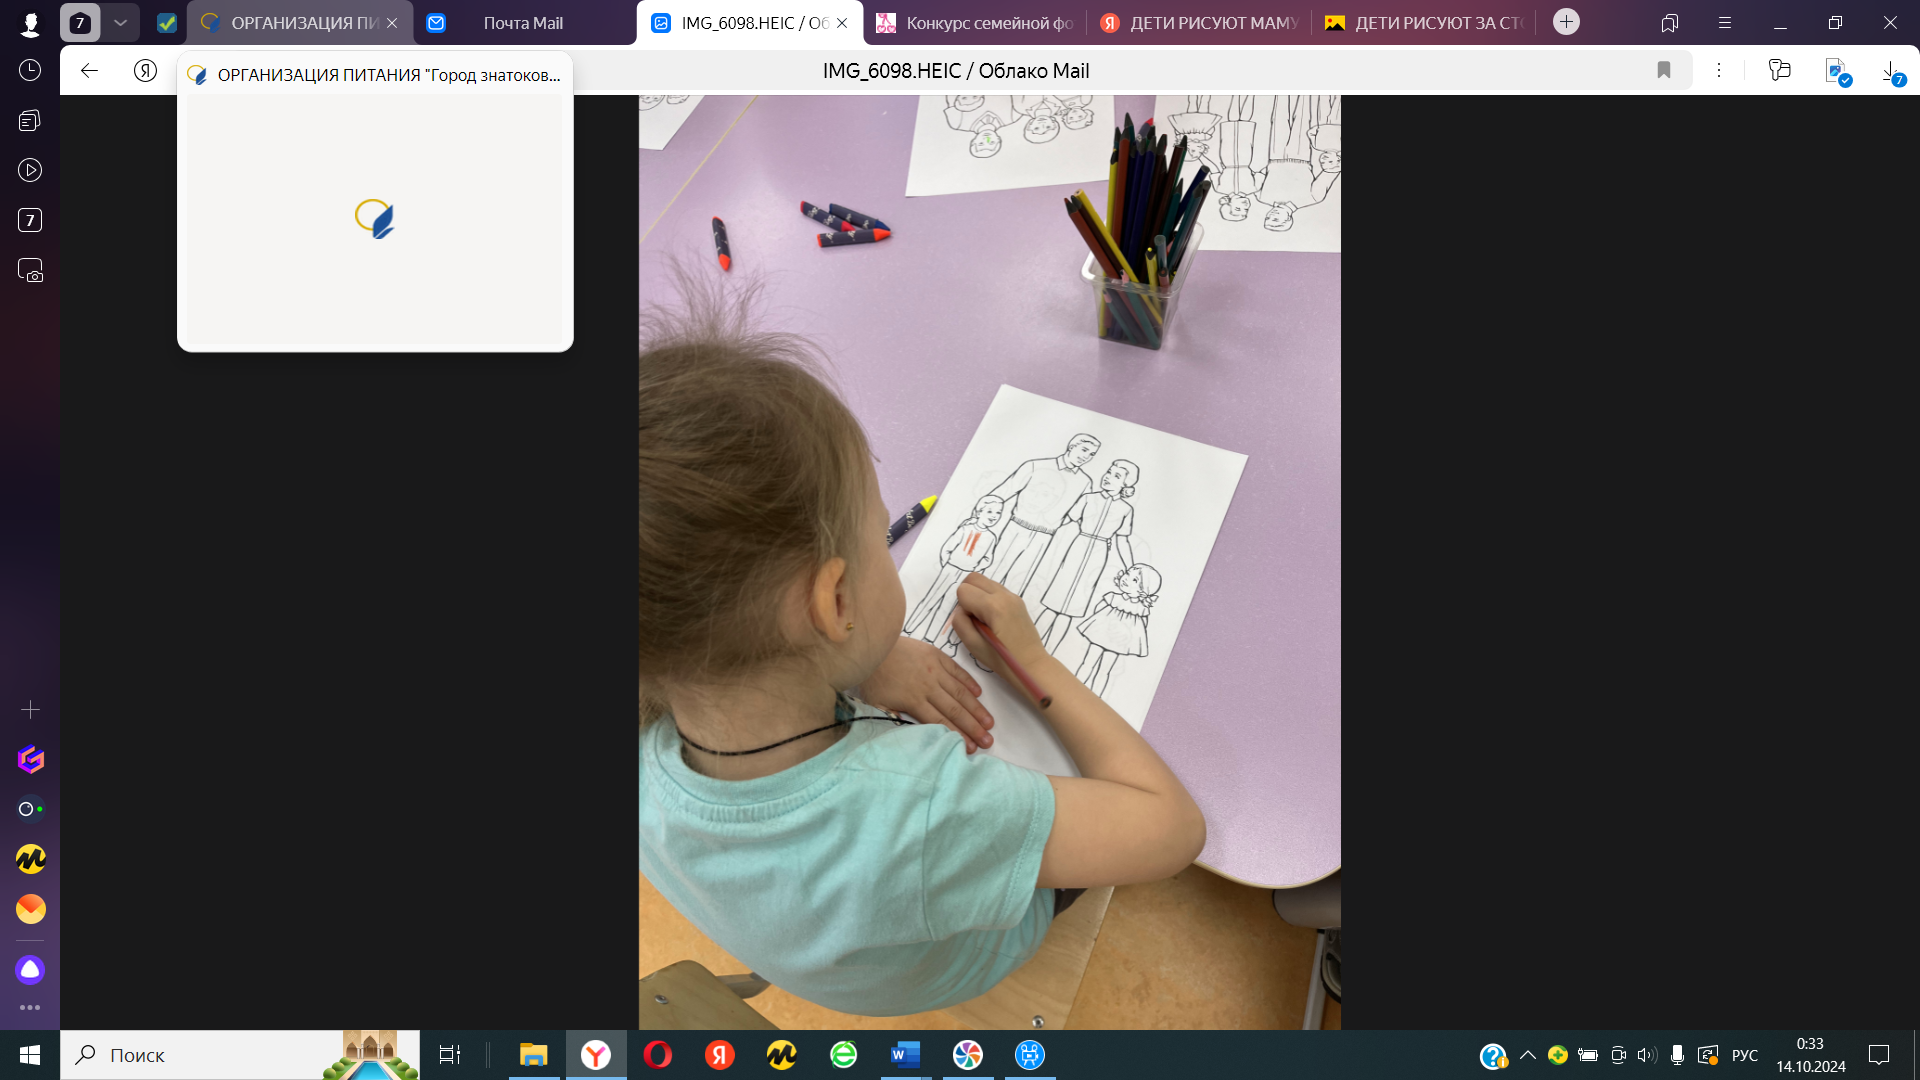 7
ОРГАНИЗАЦИЯ ПИ
Почта Mail
IMG_6098.HEIC / Об
Конкурс семейной фо
Я
ДЕТИ РИСУЮТ МАМУ
ДЕТИ РИСУЮТ ЗА СТО
Я
ОРГАНИЗАЦИЯ ПИТАНИЯ "Город знатоков...
IMG_6098.HEIC / Облако Mail
7
7
Поиск
Я
W
РУС
0:33
14.10.2024